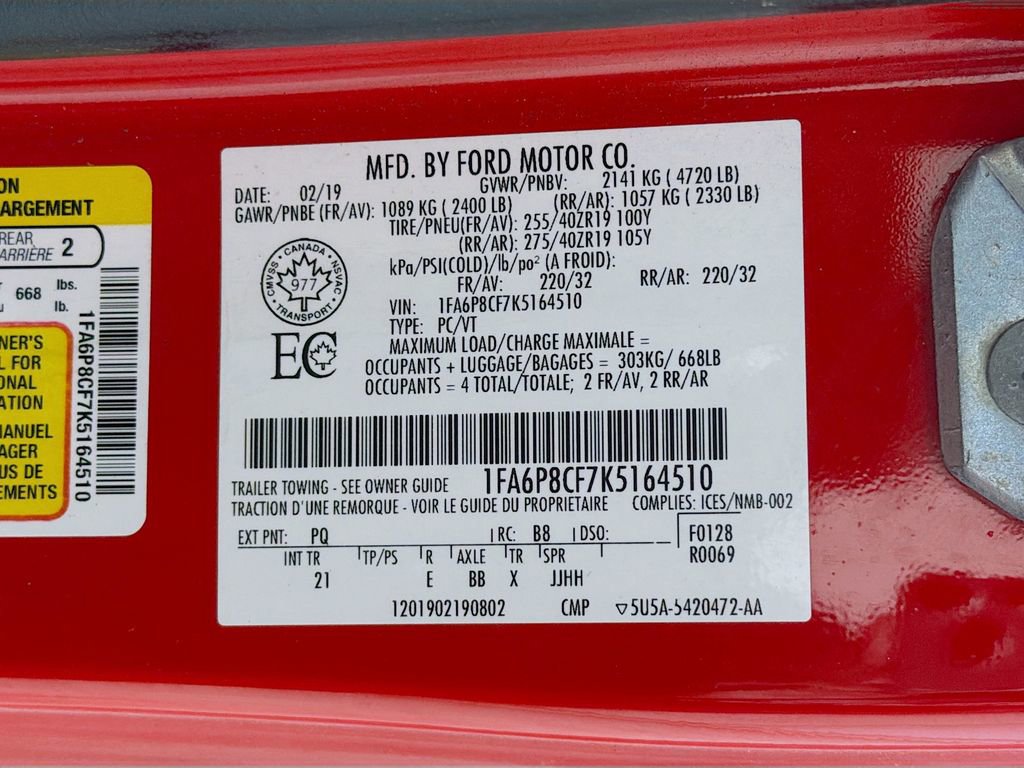 ON
ARGEMENT
REAR
ARRIÈRE 2
668 lbs.
lb.
1FA6P8CF7K5164510
NER'S
L FOR
ONAL
ATION
MANUEL
AGER
US DE
EMENTS
MFD. BY FORD MOTOR CO.
DATE: 02/19 GVWR/PNBV: 2141 KG ( 4720 LB)
GAWR/PNBE (FR/AV): 1089 KG ( 2400 LB) (RR/AR): 1057 KG ( 2330 LB)
TIRE/PNEU(FR/AV): 255/40ZR19 100Y
(RR/AR): 275/40ZR19 105Y
kPa/PSI(COLD)/lb/po² (A FROID):
FR/AV: 220/32 RR/AR: 220/32
CMVSS · CANADA · NSVAC · TRANSPORT ·
977
VIN: 1FA6P8CF7K5164510
TYPE: PC/VT
EC
MAXIMUM LOAD/CHARGE MAXIMALE =
OCCUPANTS + LUGGAGE/BAGAGES = 303KG/ 668LB
OCCUPANTS = 4 TOTAL/TOTALE; 2 FR/AV, 2 RR/AR
1FA6P8CF7K5164510
TRAILER TOWING - SEE OWNER GUIDE
TRACTION D'UNE REMORQUE - VOIR LE GUIDE DU PROPRIETAIRE COMPLIES: ICES/NMB-002
EXT PNT: PQ RC: B8 DSO: F0128
INT TR TP/PS R AXLE TR SPR R0069
21 E BB X JJHH
1201902190802 CMP ▽5U5A-5420472-AA